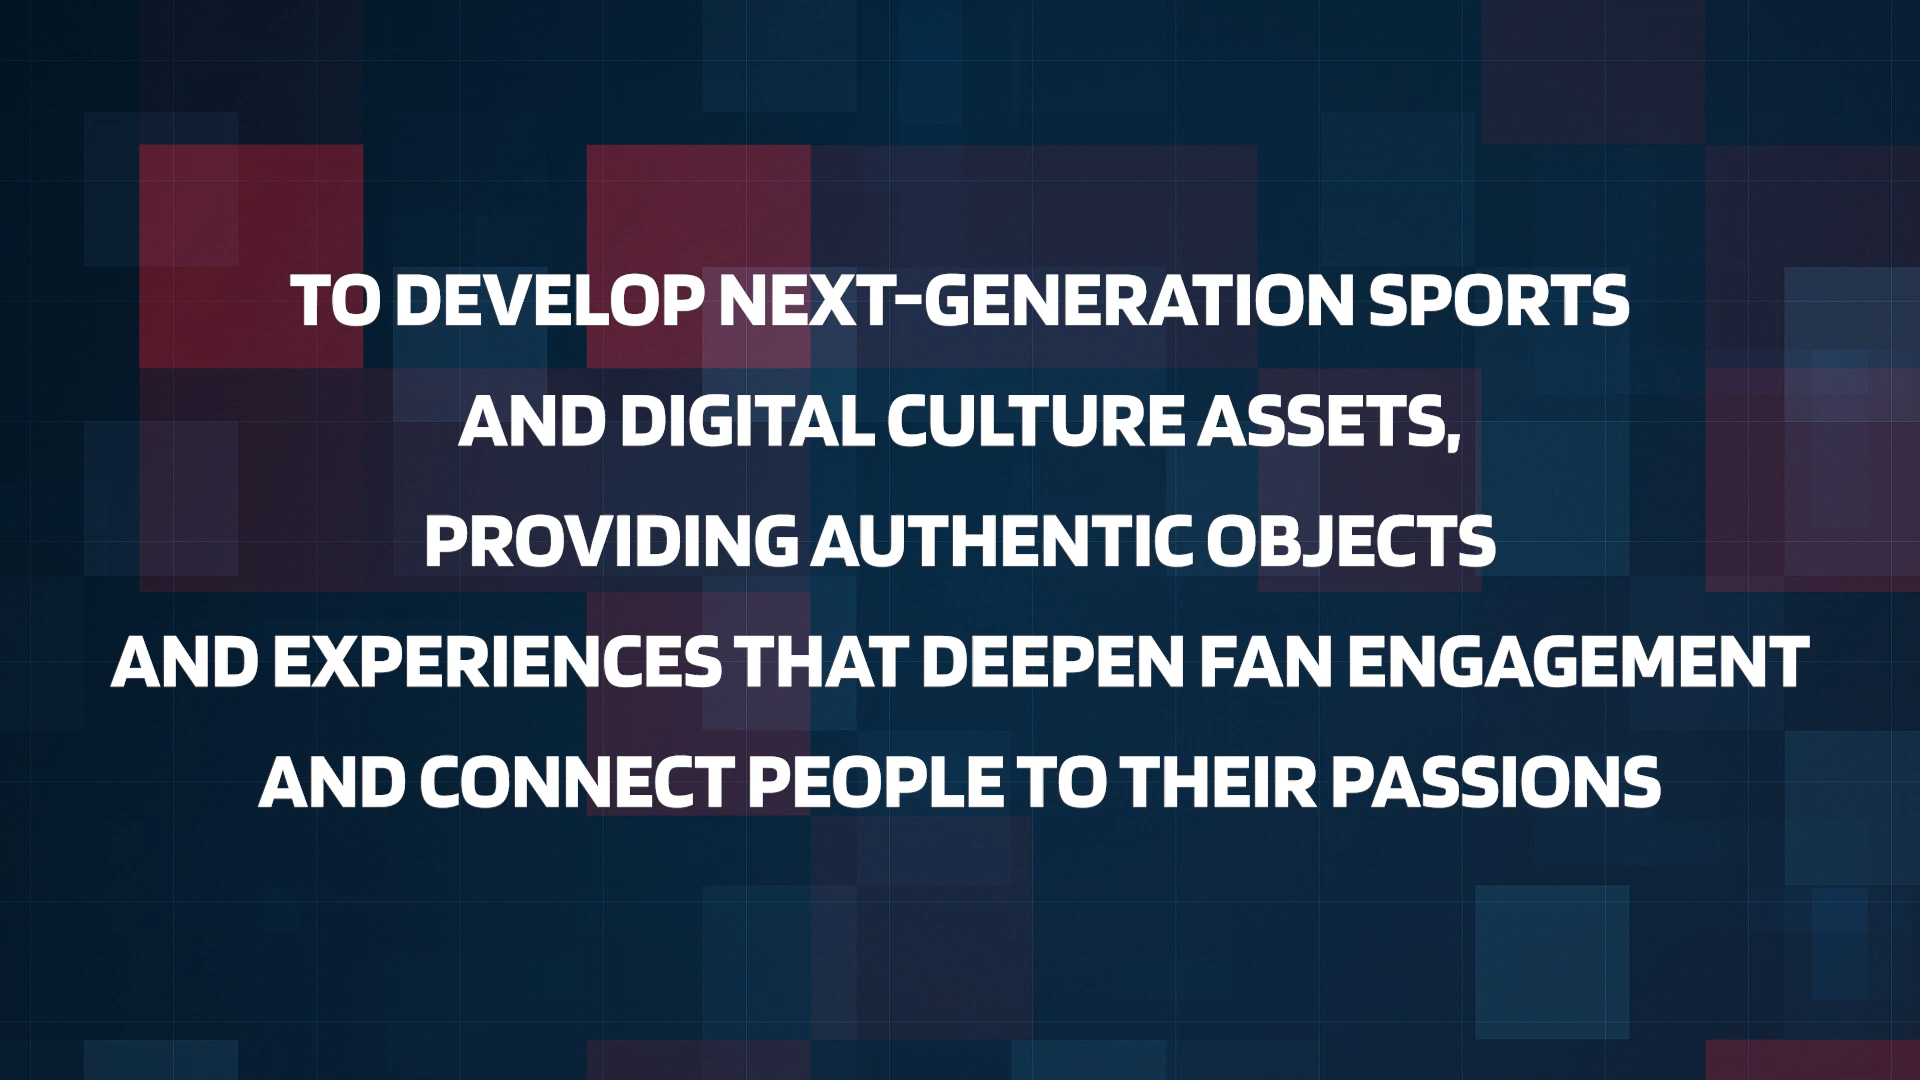 TO DEVELOP NEXT-GENERATION SPORTS
AND DIGITAL CULTURE ASSETS,
PROVIDING AUTHENTIC OBJECTS
AND EXPERIENCES THAT DEEPEN FAN ENGAGEMENT
AND CONNECT PEOPLE TO THEIR PASSIONS